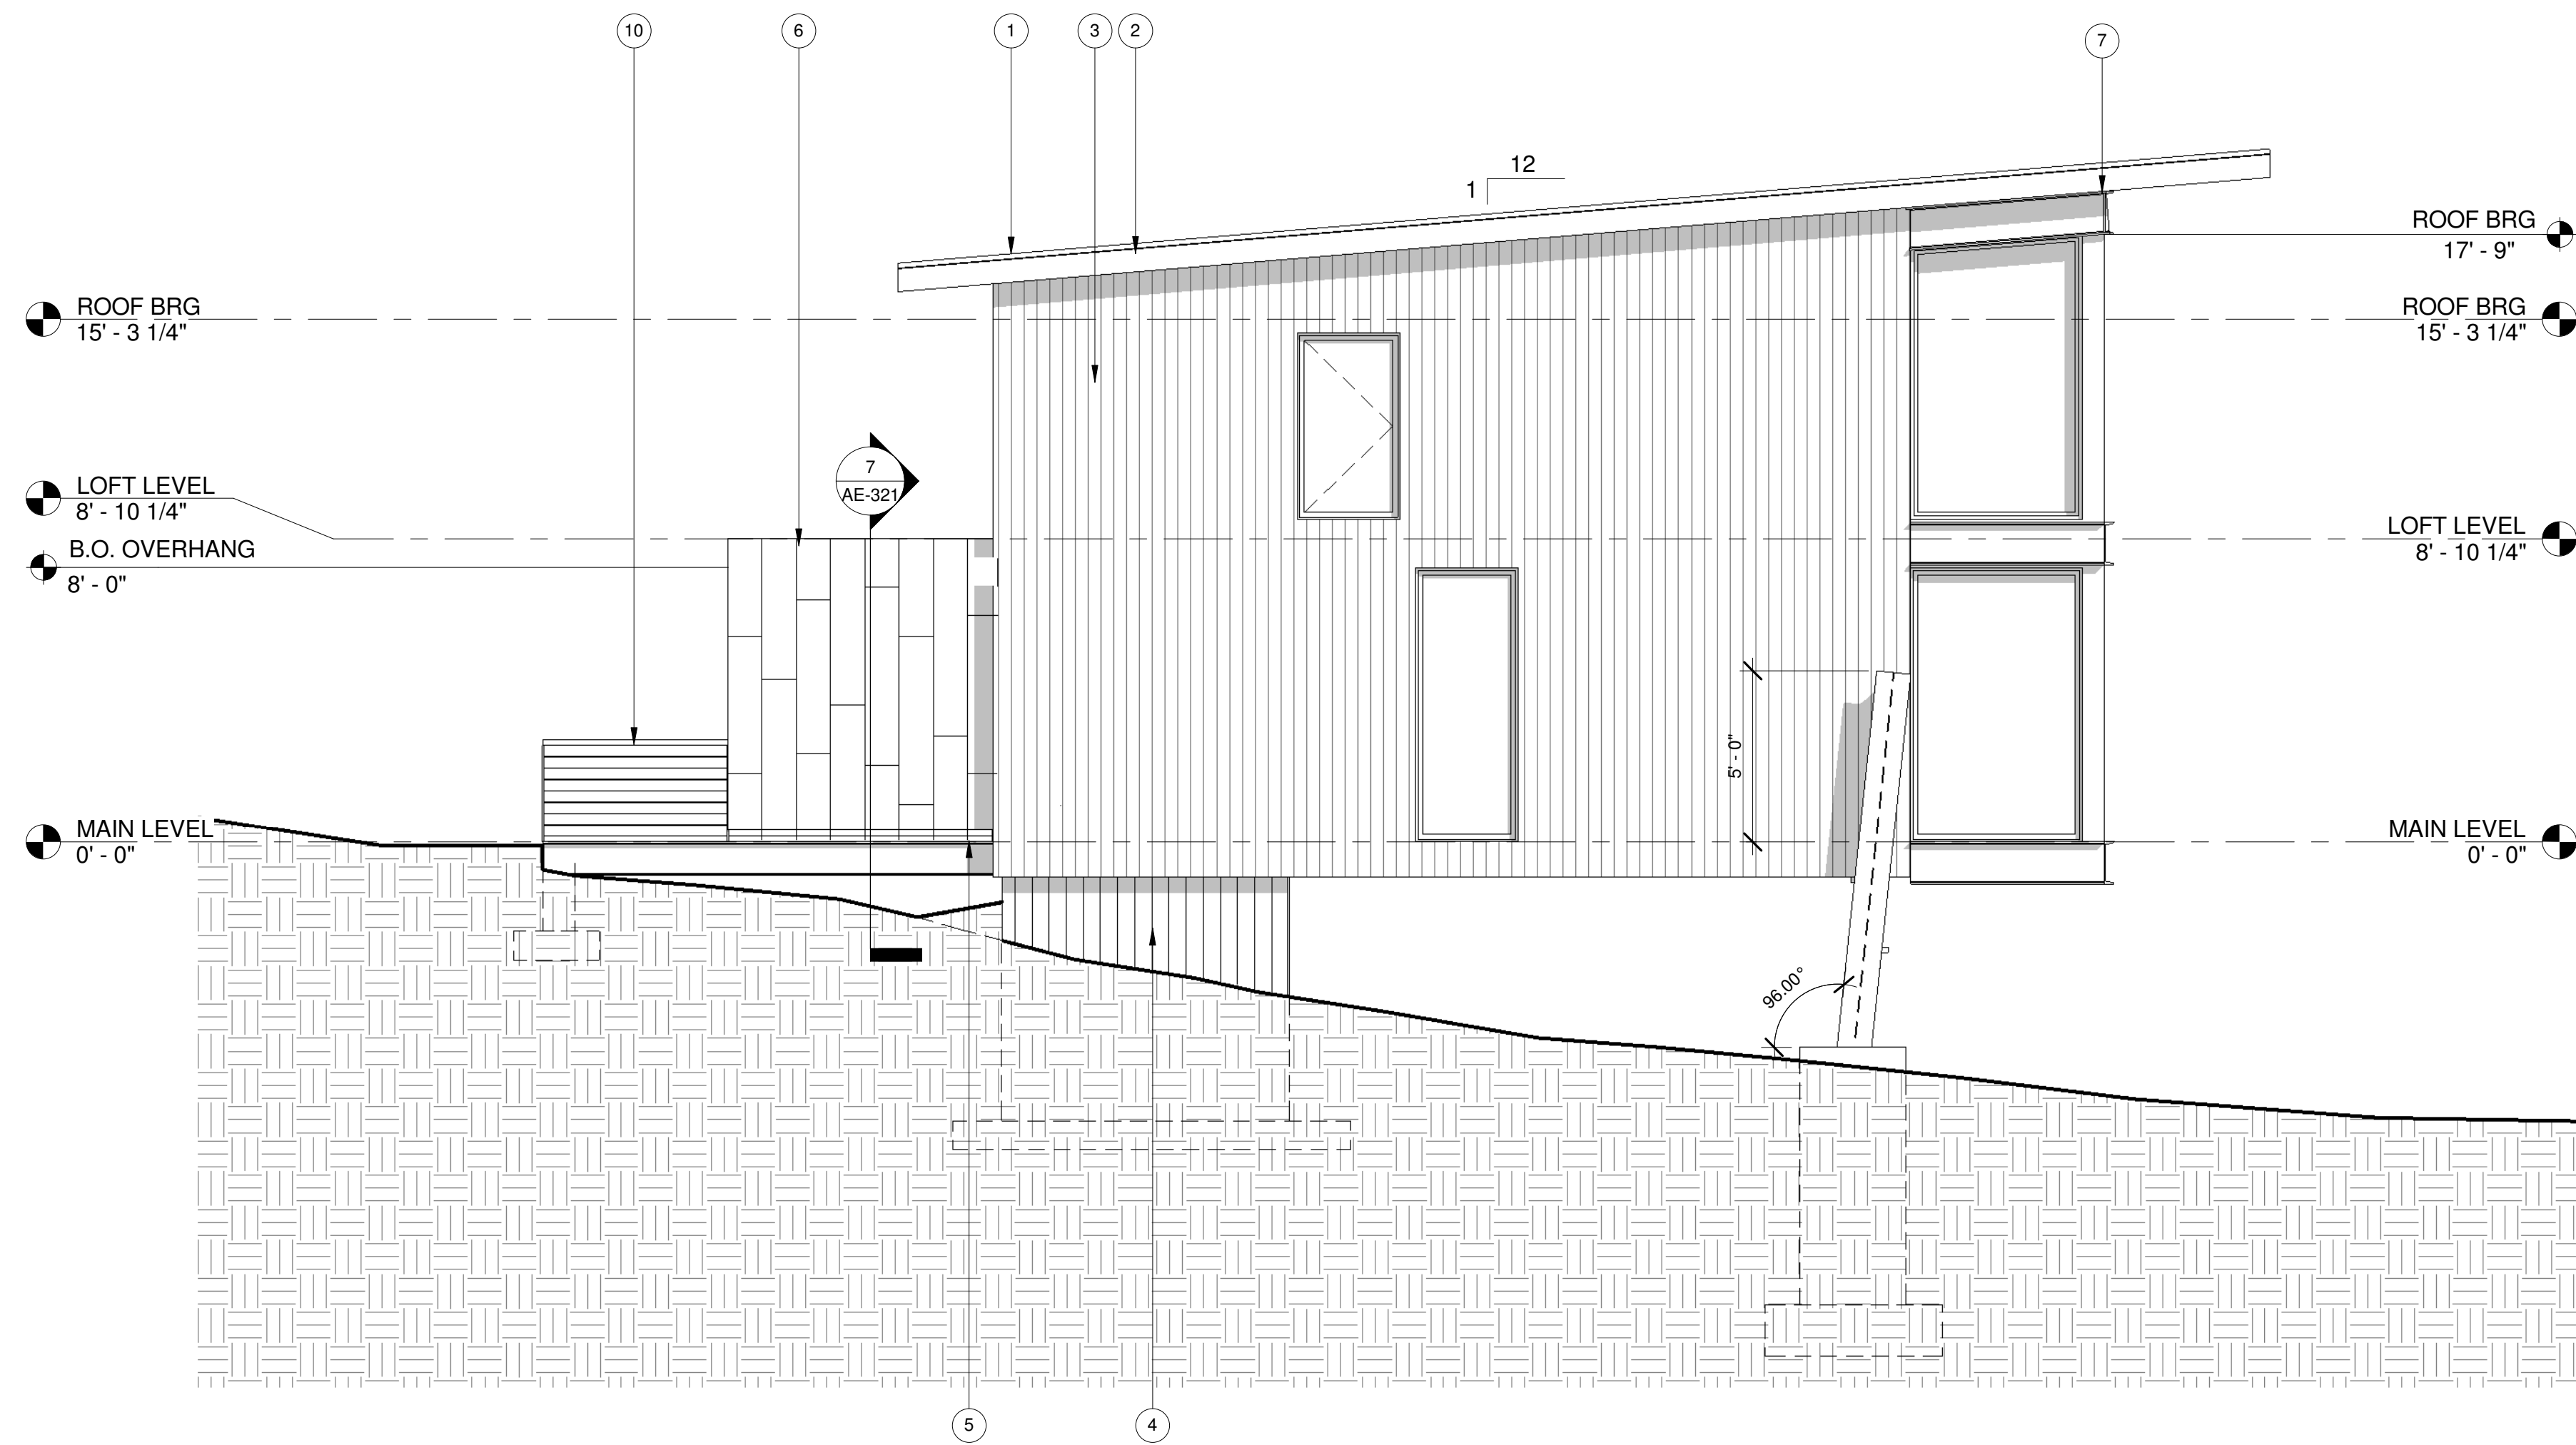 10
6
1
3
2
7
12
1
ROOF BRG
17' - 9"
ROOF BRG
15' - 3 1/4"
ROOF BRG
15' - 3 1/4"
7
AE-321
LOFT LEVEL
8' - 10 1/4"
LOFT LEVEL
8' - 10 1/4"
B.O. OVERHANG
8' - 0"
5' - 0"
MAIN LEVEL
0' - 0"
MAIN LEVEL
0' - 0"
96.00°
5
4